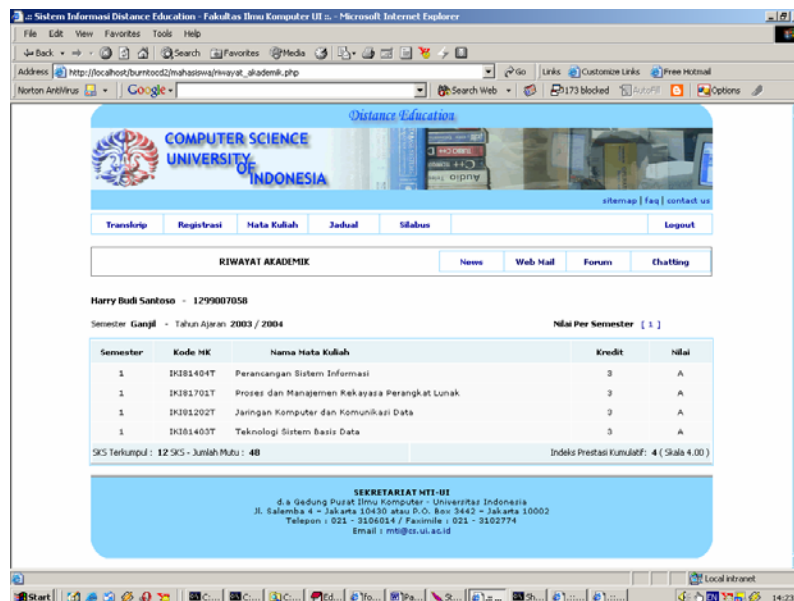 .: Sistem Informasi Distance Education - Fakultas Ilmu Komputer UI ::. - Microsoft Internet Explorer
File Edit View Favorites Tools Help
Back Search Favorites Media
Address http://localhost/burntocd2/mahasiswa/riwayat_akademik.php Go Links Customize Links Free Hotmail
Norton AntiVirus Google Search Web 173 blocked AutoFill Options
Distance Education
COMPUTER SCIENCE
UNIVERSITY
OF INDONESIA
sitemap | faq | contact us
Transkrip Registrasi Mata Kuliah Jadual Silabus Logout
RIWAYAT AKADEMIK News Web Mail Forum Chatting
Harry Budi Santoso - 1299007058
Semester Ganjil - Tahun Ajaran 2003 / 2004 Nilai Per Semester [ 1 ]
Semester Kode MK Nama Mata Kuliah Kredit Nilai
1 IKI81404T Perancangan Sistem Informasi 3 A
1 IKI81701T Proses dan Manajemen Rekayasa Perangkat Lunak 3 A
1 IKI81202T Jaringan Komputer dan Komunikasi Data 3 A
1 IKI81403T Teknologi Sistem Basis Data 3 A
SKS Terkumpul : 12 SKS - Jumlah Mutu : 48 Indeks Prestasi Kumulatif: 4 ( Skala 4.00 )
SEKRETARIAT MTI-UI
d.a Gedung Pusat Ilmu Komputer - Universitas Indonesia
Jl. Salemba 4 - Jakarta 10430 atau P.O. Box 3442 - Jakarta 10002
Telepon : 021 - 3106014 / Faximile : 021 - 3102774
Email : mti@cs.ui.ac.id
Local intranet
Start 14:23